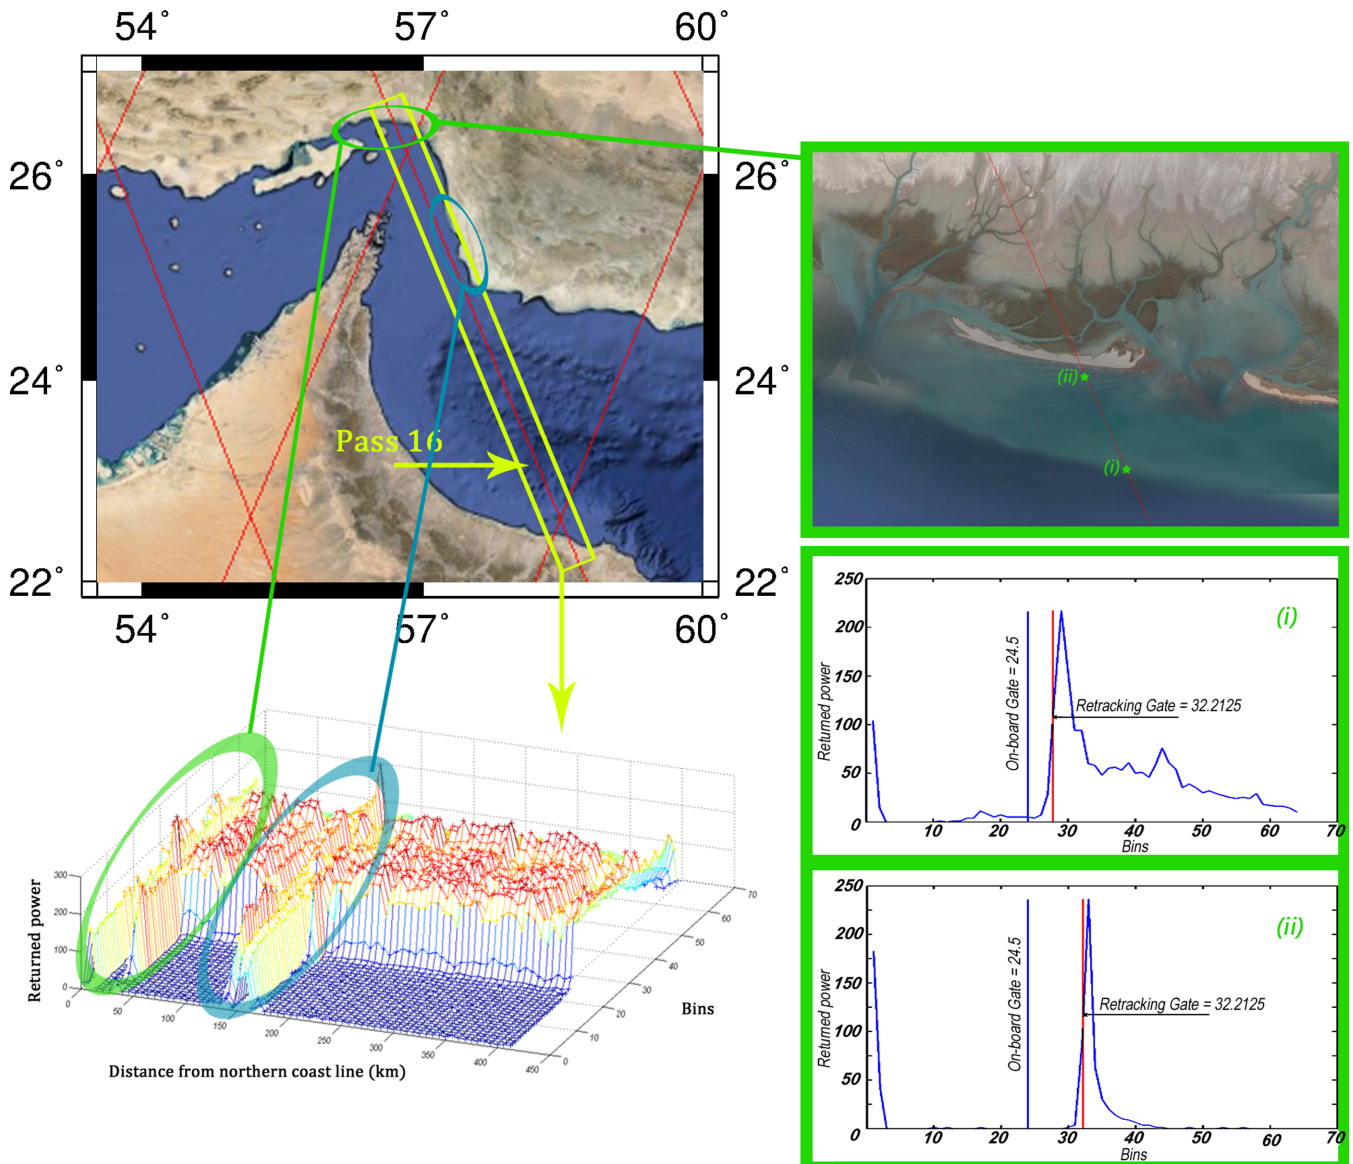 54° 57° 60°
26° 26°
24° 24°
22° 22°
54° 57° 60°
Pass 16
(ii)
(i)
Returned power
300
200
100
0
0 50 100 150 200 250 300 350 400 450
Distance from northern coast line (km)
0 10 20 30 40 50 60 70
Bins
(i)
250
200
150
100
50
0
10 20 30 40 50 60 70
Returned power
On-board Gate = 24.5
Retracking Gate = 32.2125
Bins
(ii)
250
200
150
100
50
0
10 20 30 40 50 60 70
Returned power
On-board Gate = 24.5
Retracking Gate = 32.2125
Bins